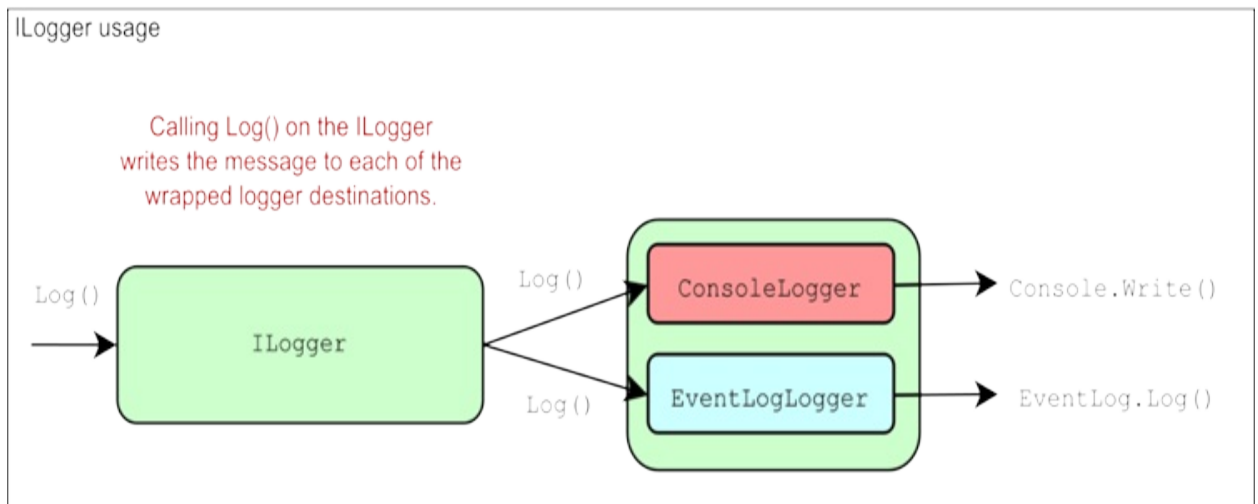 ILogger usage
Calling Log() on the ILogger
writes the message to each of the
wrapped logger destinations.
Log()
ILogger
Log()
Log()
ConsoleLogger
Console.Write()
EventLogLogger
EventLog.Log()